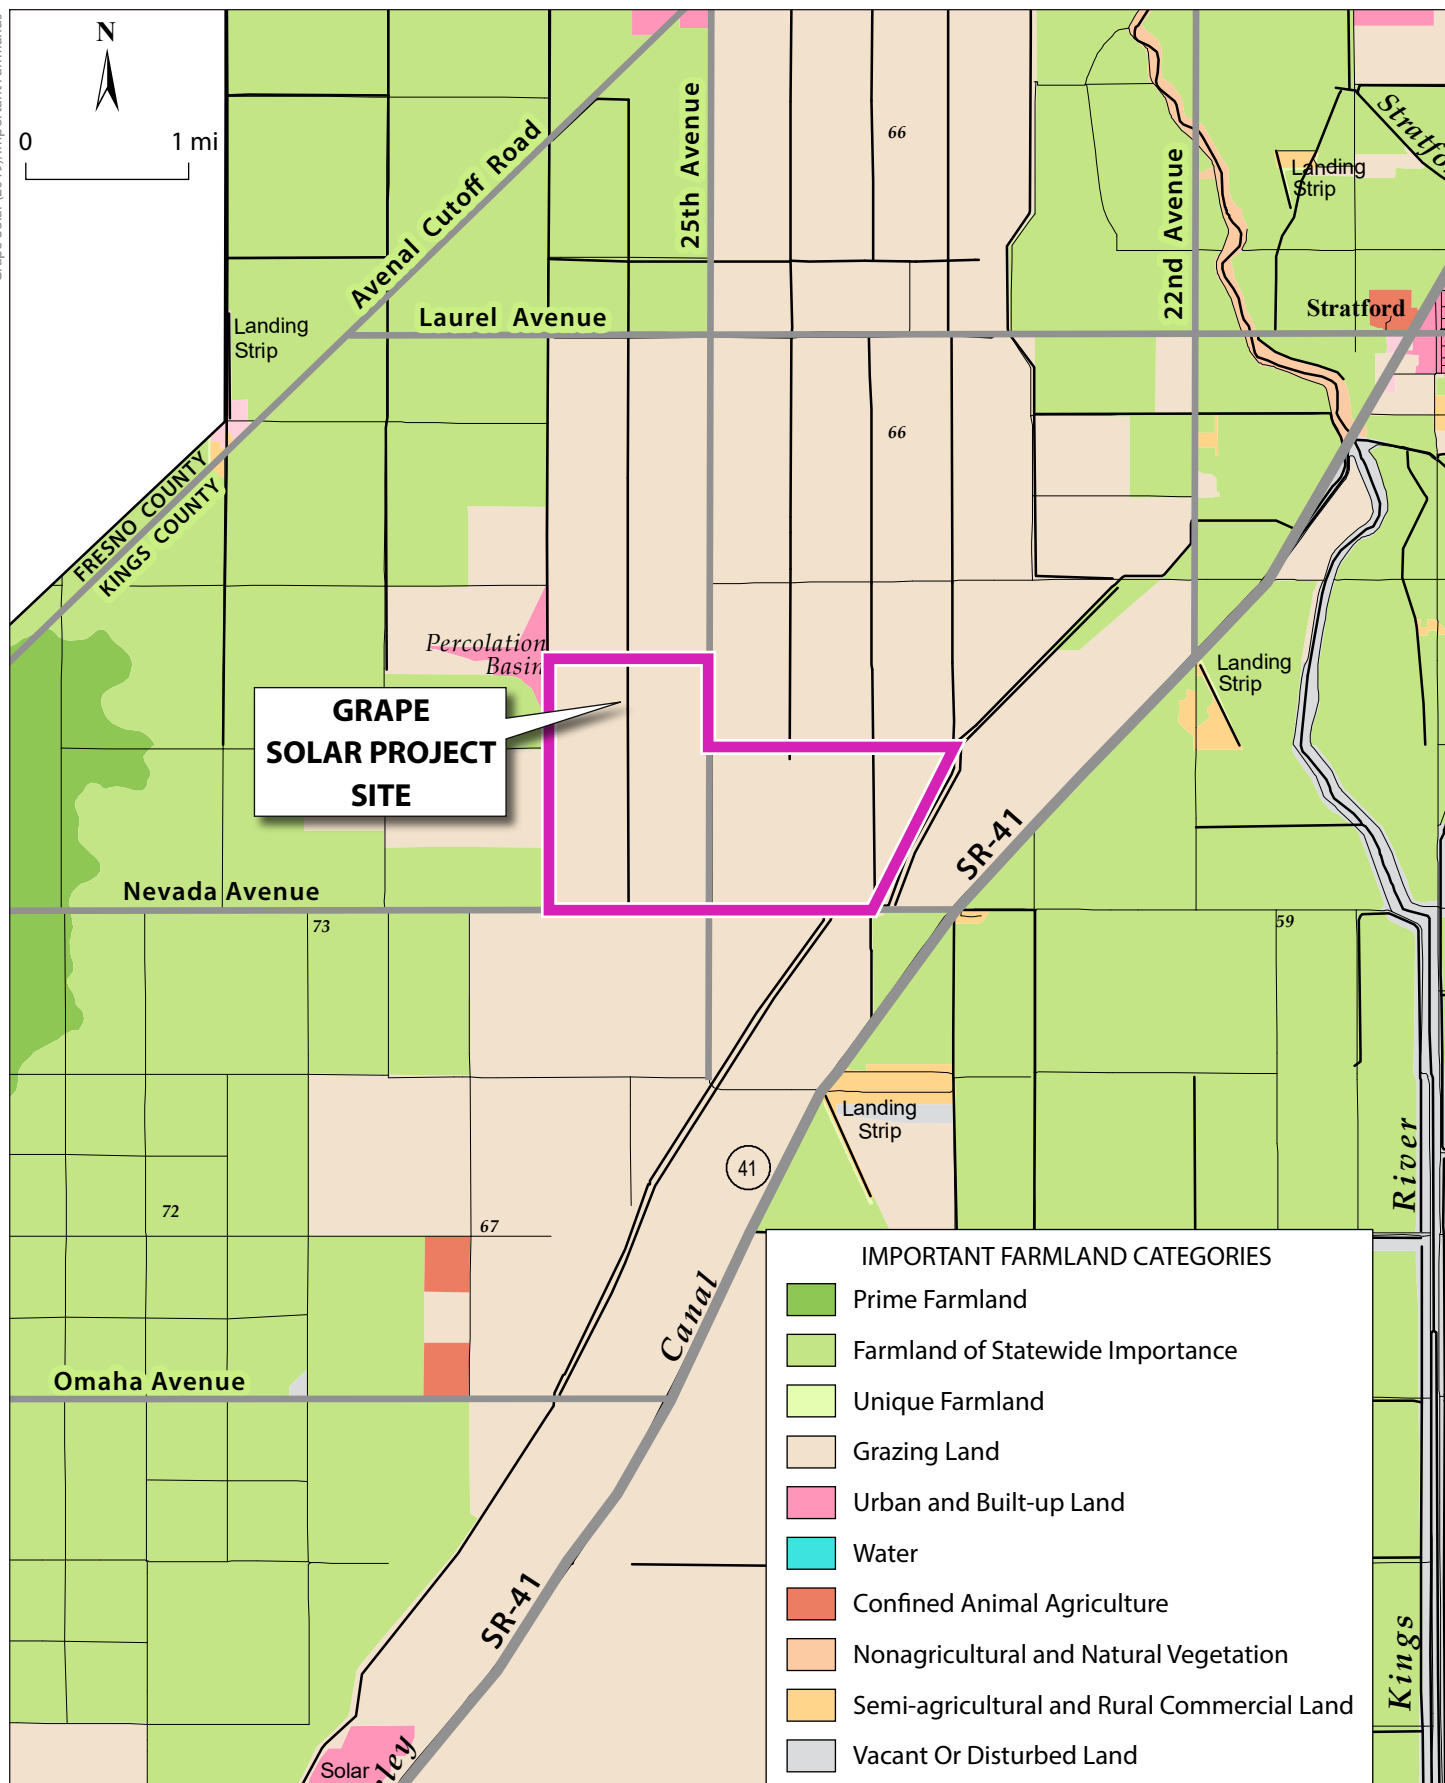 N
0 1 mi
Avenal Cutoff Road
25th Avenue
66
22nd Avenue
Landing
Strip
Laurel Avenue
Stratford
Landing
Strip
66
FRESNO COUNTY
KINGS COUNTY
Percolation
Basin
Landing
Strip
GRAPE
SOLAR PROJECT
SITE
SR-41
Nevada Avenue
73
59
Landing
Strip
41
72
67
River
Canal
Omaha Avenue
SR-41
Kings
Solar
IMPORTANT FARMLAND CATEGORIES
Prime Farmland
Farmland of Statewide Importance
Unique Farmland
Grazing Land
Urban and Built-up Land
Water
Confined Animal Agriculture
Nonagricultural and Natural Vegetation
Semi-agricultural and Rural Commercial Land
Vacant Or Disturbed Land